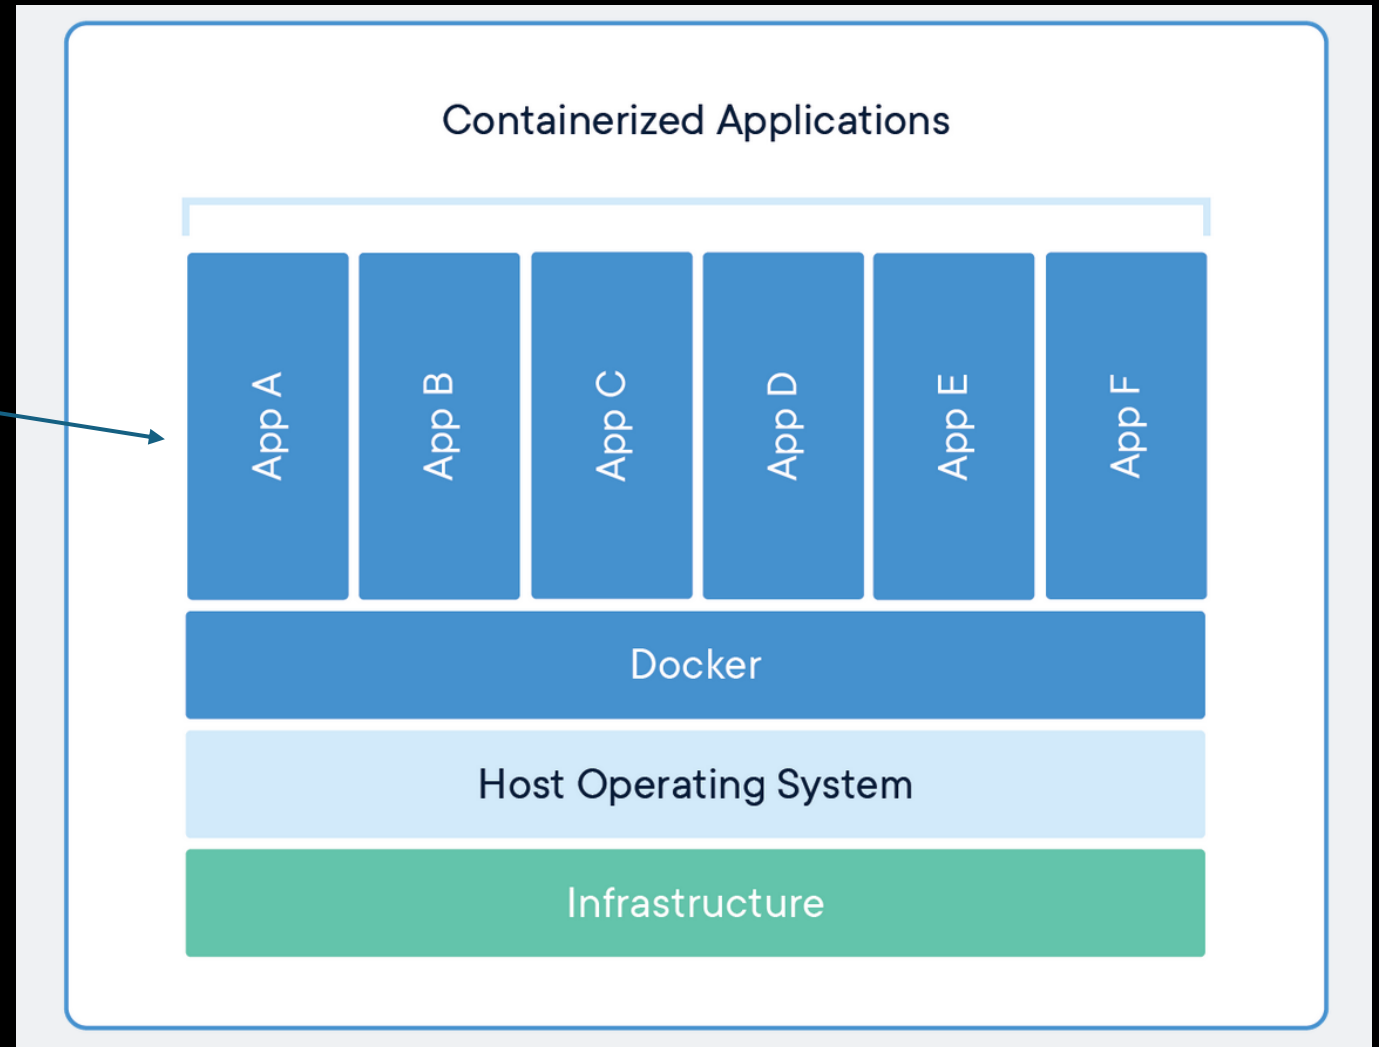 Containerized Applications
App A
App B
App C
App D
App E
App F
Docker
Host Operating System
Infrastructure